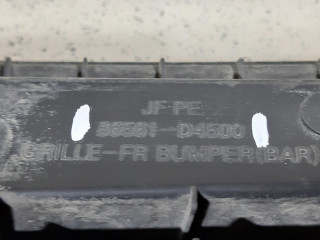 JF PE
86561-D4500
GRILLE-FR BUMPER(BAR)